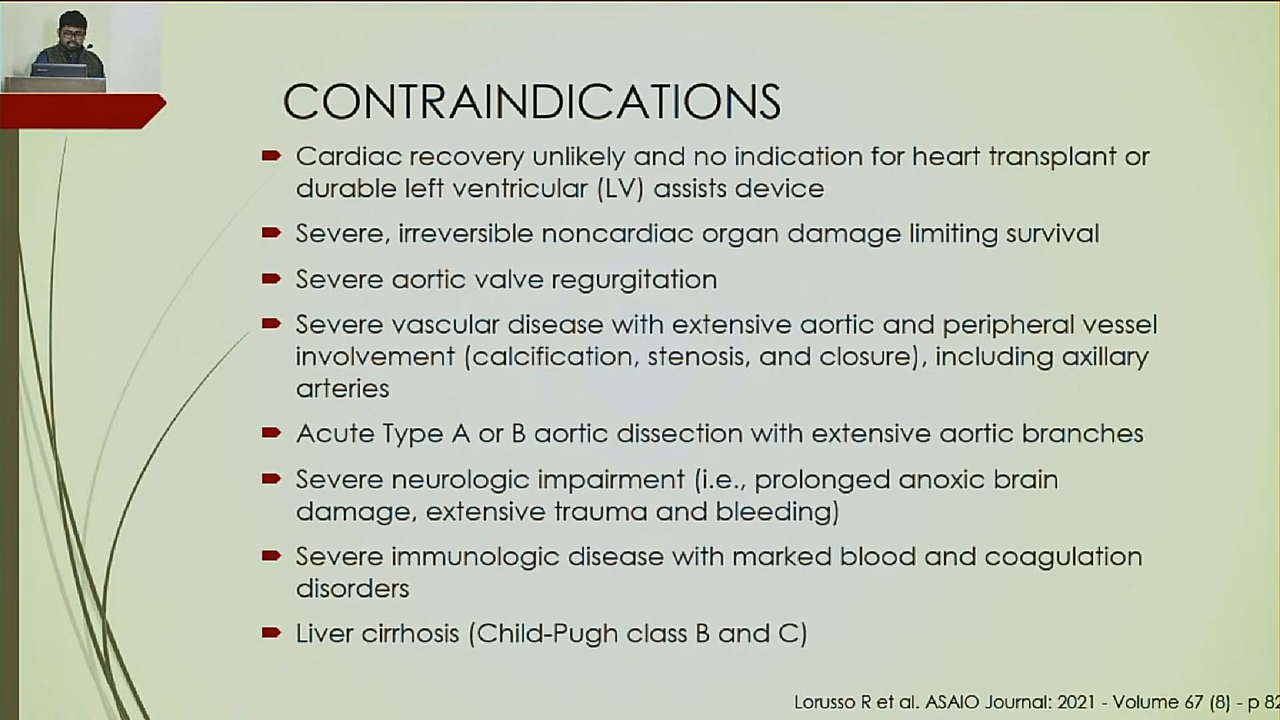 CONTRAINDICATIONS
Cardiac recovery unlikely and no indication for heart transplant or
durable left ventricular (LV) assists device
Severe, irreversible noncardiac organ damage limiting survival
Severe aortic valve regurgitation
Severe vascular disease with extensive aortic and peripheral vessel
involvement (calcification, stenosis, and closure), including axillary
arteries
Acute Type A or B aortic dissection with extensive aortic branches
Severe neurologic impairment (i.e., prolonged anoxic brain
damage, extensive trauma and bleeding)
Severe immunologic disease with marked blood and coagulation
disorders
Liver cirrhosis (Child-Pugh class B and C)
Lorusso R et al. ASAIO Journal: 2021 - Volume 67 (8) - p 82